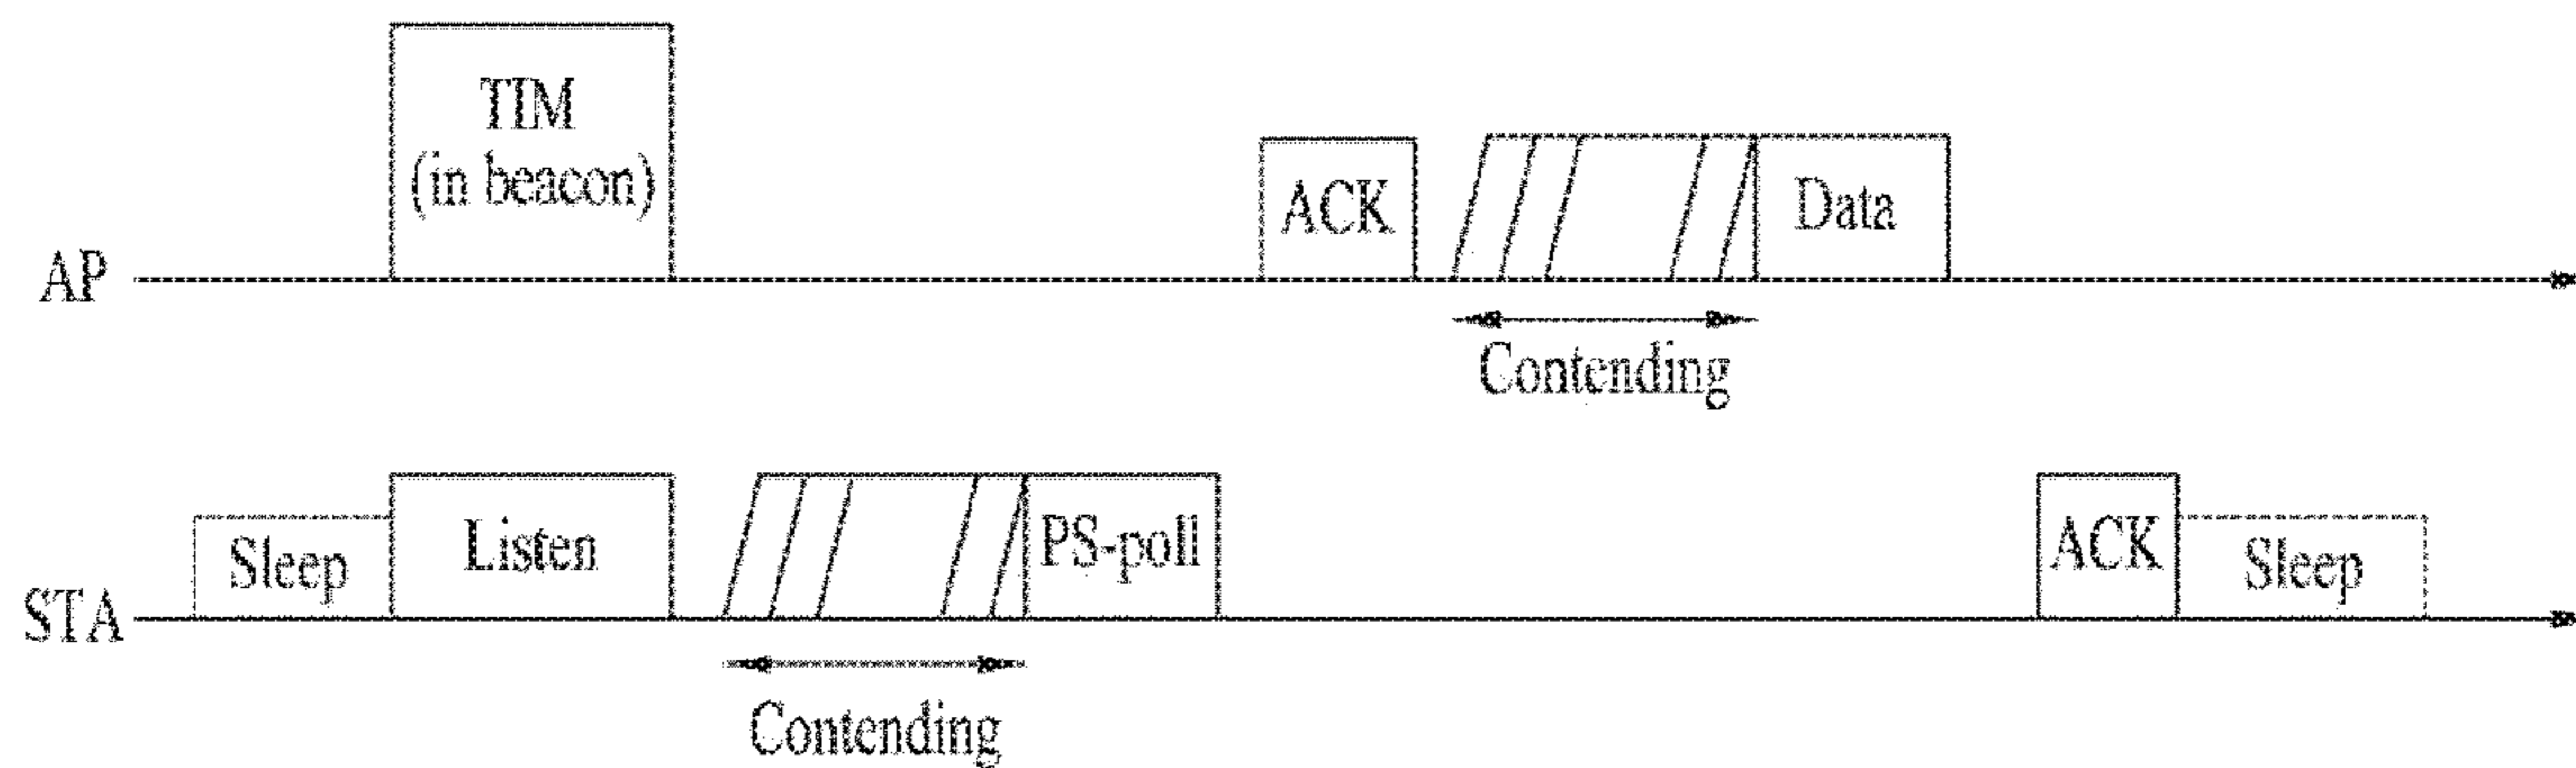 TIM
(in beacon)
ACK
Data
AP
Contending
Sleep
Listen
PS-poll
ACK
Sleep
STA
Contending